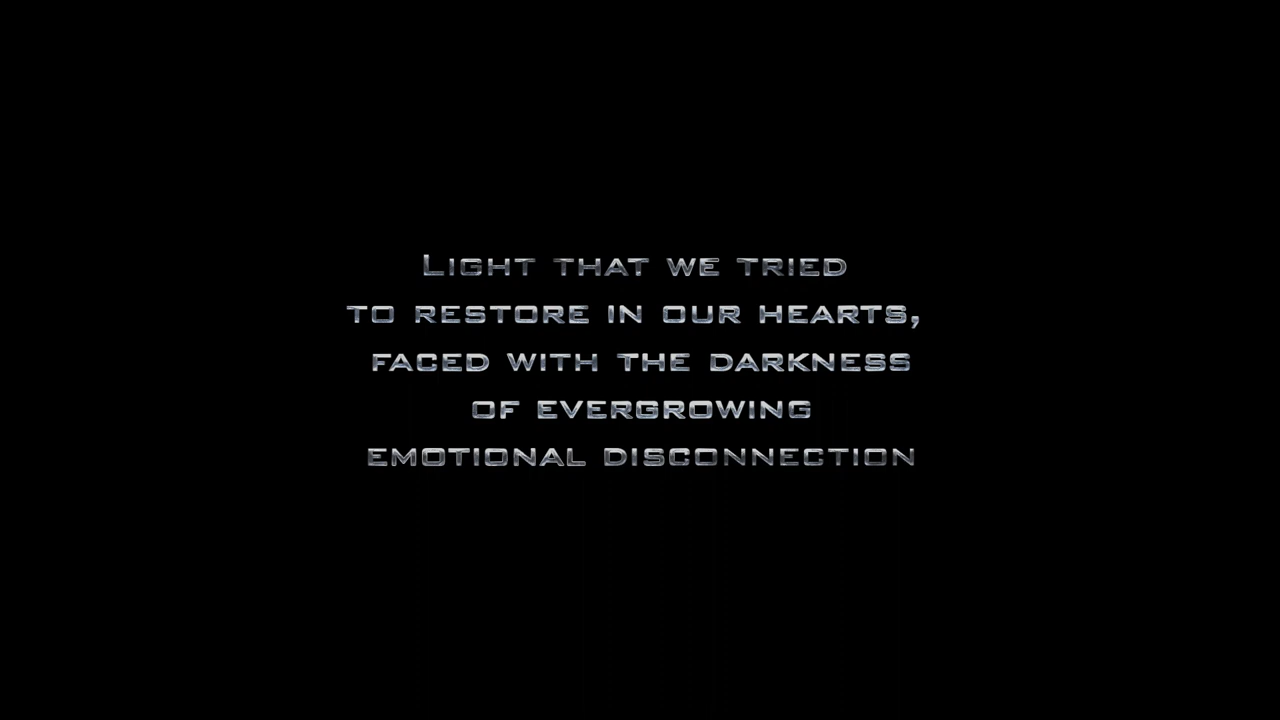 Light that we tried
to restore in our hearts,
faced with the darkness
of evergrowing
emotional disconnection